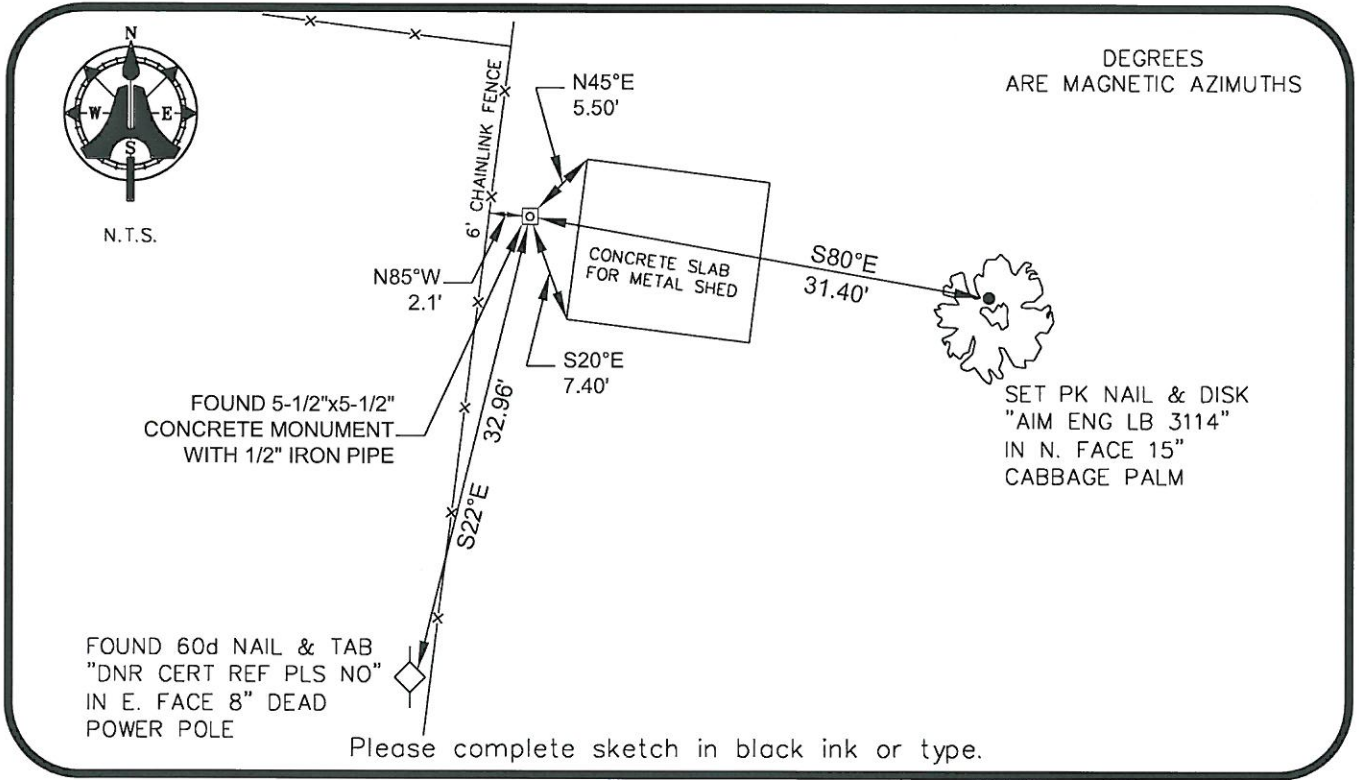 N
W
E
S
N.T.S.
DEGREES
ARE MAGNETIC AZIMUTHS
6' CHAINLINK FENCE
N45°E
5.50'
N85°W
2.1'
CONCRETE SLAB
FOR METAL SHED
S80°E
31.40'
S20°E
7.40'
FOUND 5-1/2"x5-1/2"
CONCRETE MONUMENT
WITH 1/2" IRON PIPE
32.96'
S22°E
SET PK NAIL & DISK
"AIM ENG LB 3114"
IN N. FACE 15"
CABBAGE PALM
FOUND 60d NAIL & TAB
"DNR CERT REF PLS NO"
IN E. FACE 8" DEAD
POWER POLE
Please complete sketch in black ink or type.